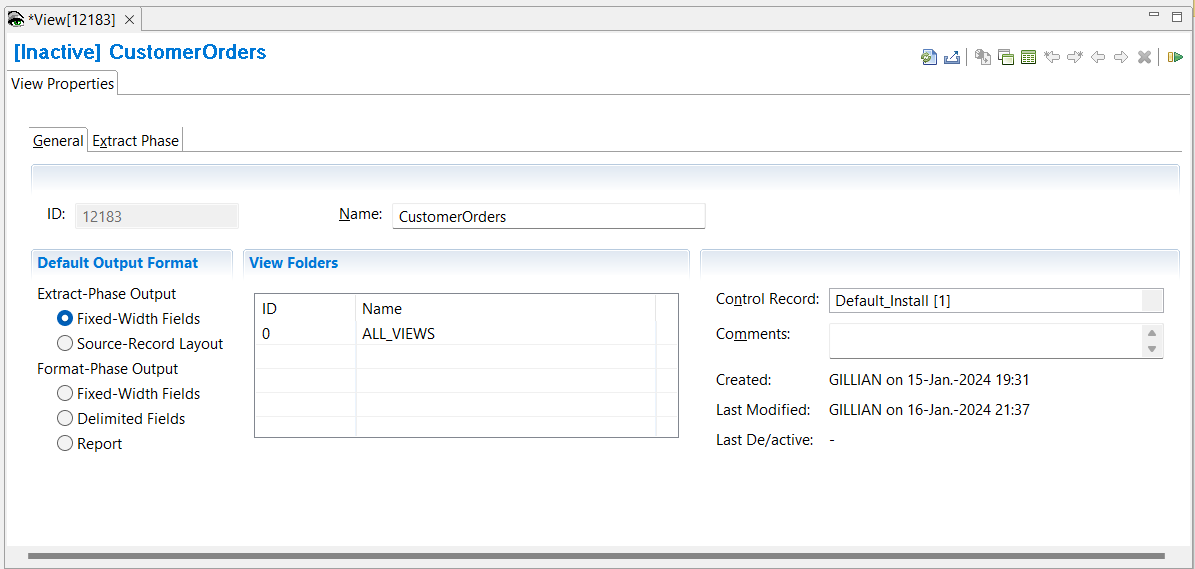 *View[12183]
[Inactive] CustomerOrders
View Properties
General
Extract Phase
ID: 12183
Name: CustomerOrders
Default Output Format
Extract-Phase Output
Fixed-Width Fields
Source-Record Layout
Format-Phase Output
Fixed-Width Fields
Delimited Fields
Report
View Folders
ID Name
0 ALL_VIEWS
Control Record: Default_Install [1]
Comments:
Created: GILLIAN on 15-Jan.-2024 19:31
Last Modified: GILLIAN on 16-Jan.-2024 21:37
Last De/active: -